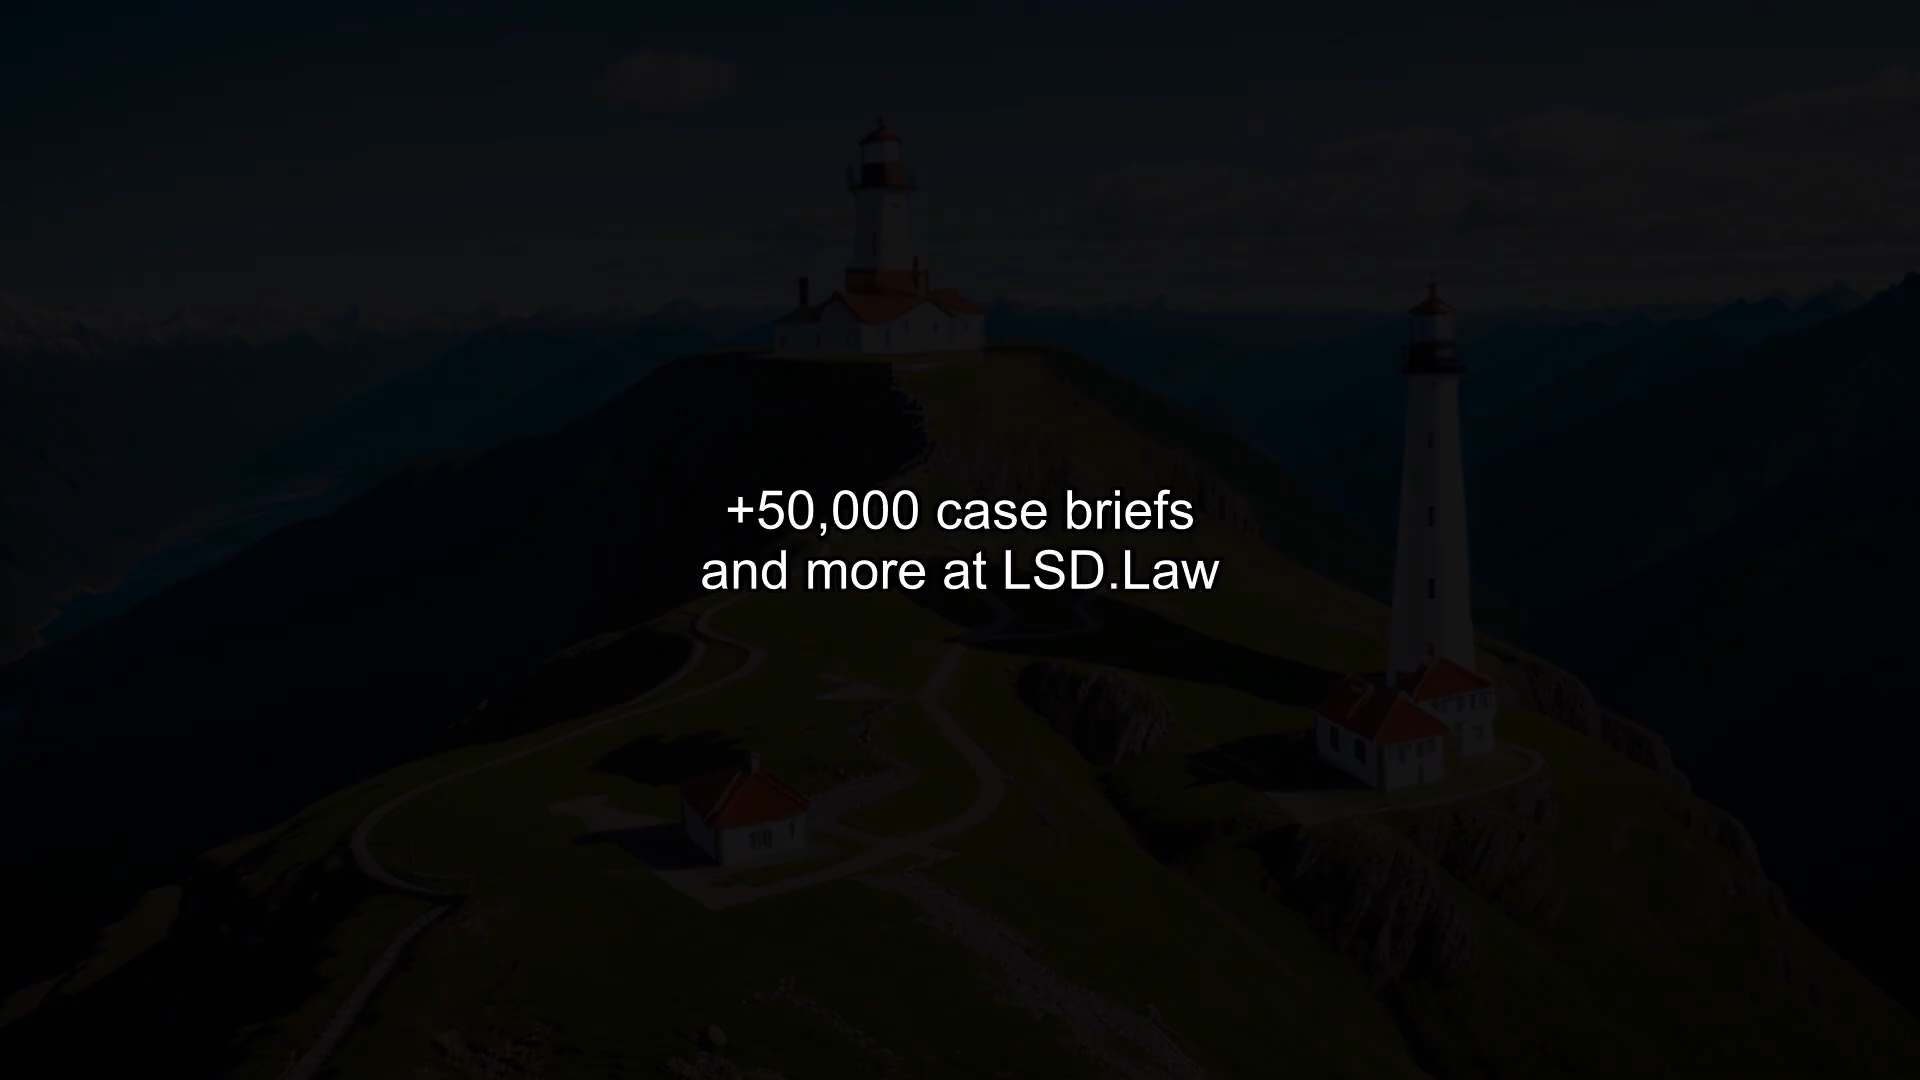 +50,000 case briefs
and more at LSD.Law